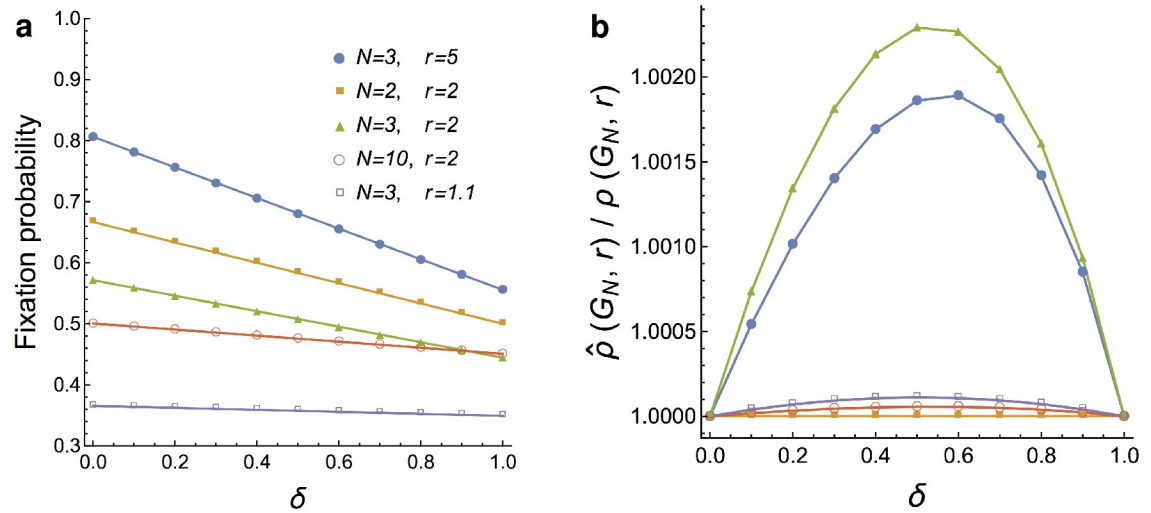 a
Fixation probability
1.0
0.9
0.8
0.7
0.6
0.5
0.4
0.3
N=3, r=5
N=2, r=2
N=3, r=2
N=10, r=2
N=3, r=1.1
0.0 0.2 0.4 0.6 0.8 1.0
δ
b
ρ̂ (G_N, r) / ρ (G_N, r)
1.0020
1.0015
1.0010
1.0005
1.0000
0.0 0.2 0.4 0.6 0.8 1.0
δ